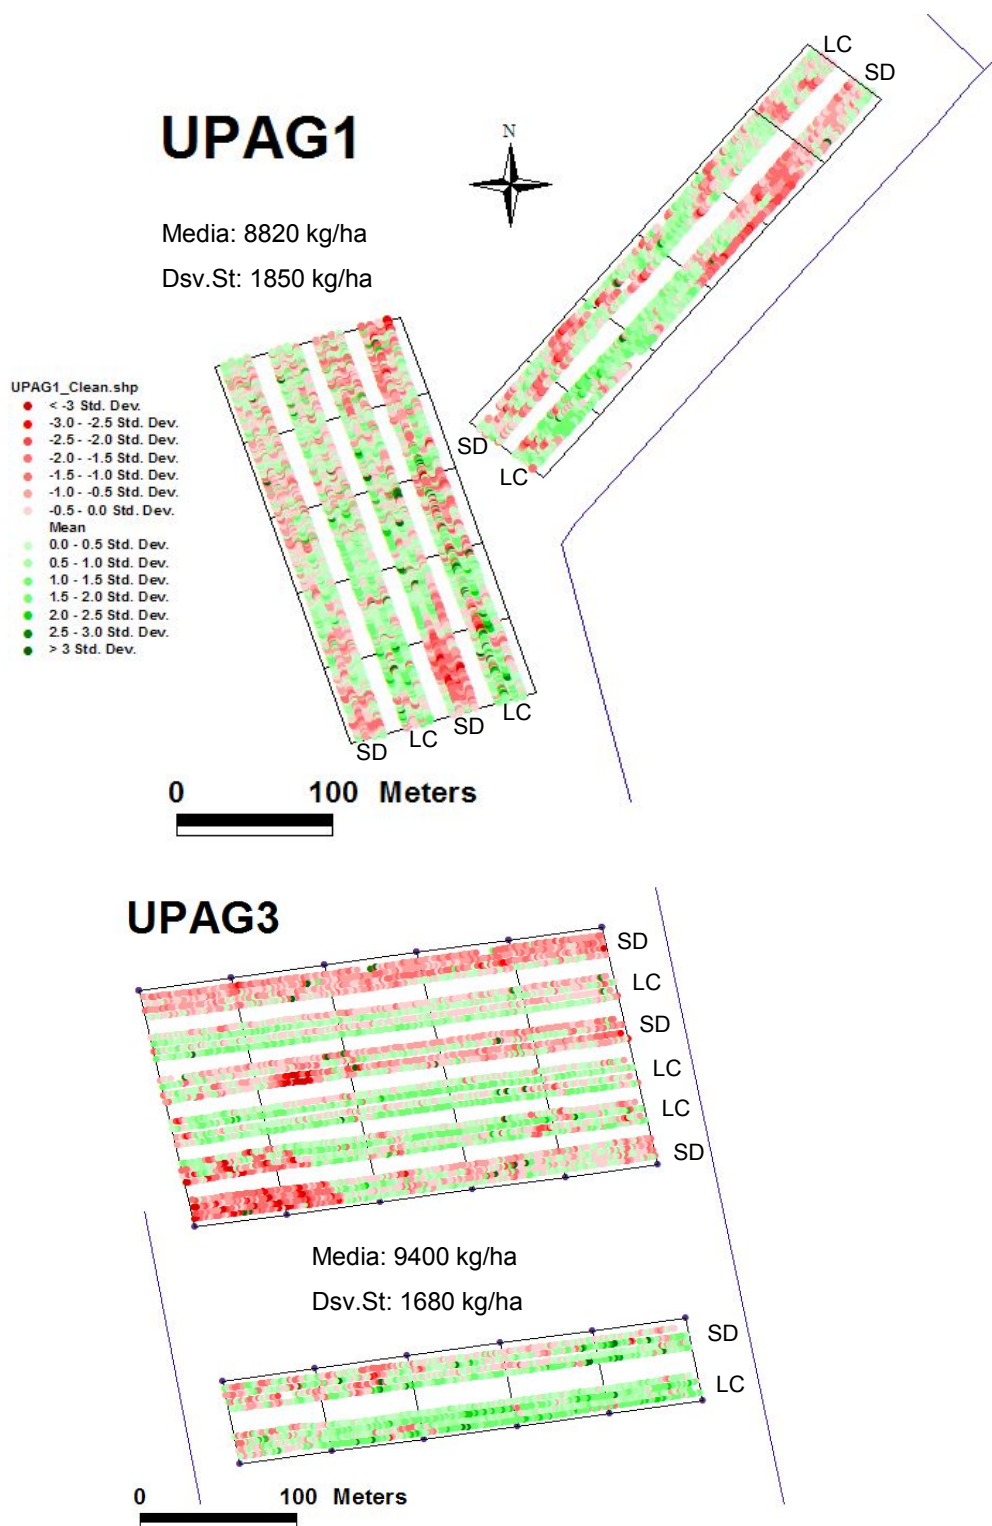 LC
SD
UPAG1
N
Media: 8820 kg/ha
Dsv.St: 1850 kg/ha
UPAG1_Clean.shp
< -3 Std. Dev.
-3.0 - -2.5 Std. Dev.
-2.5 - -2.0 Std. Dev.
-2.0 - -1.5 Std. Dev.
-1.5 - -1.0 Std. Dev.
-1.0 - -0.5 Std. Dev.
-0.5 - 0.0 Std. Dev.
Mean
0.0 - 0.5 Std. Dev.
0.5 - 1.0 Std. Dev.
1.0 - 1.5 Std. Dev.
1.5 - 2.0 Std. Dev.
2.0 - 2.5 Std. Dev.
2.5 - 3.0 Std. Dev.
> 3 Std. Dev.
SD
LC
SD LC SD LC
0 100 Meters
UPAG3
SD
LC
SD
LC
LC
SD
Media: 9400 kg/ha
Dsv.St: 1680 kg/ha
SD
LC
0 100 Meters